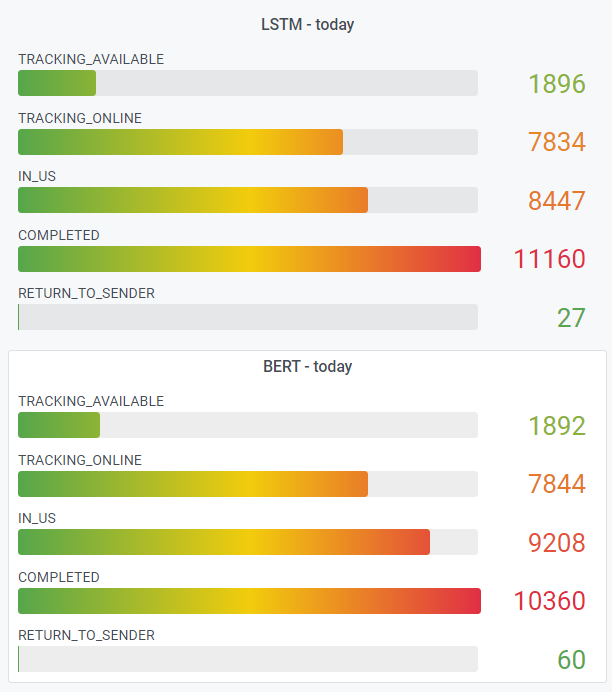 LSTM - today
TRACKING_AVAILABLE
1896
TRACKING_ONLINE
7834
IN_US
8447
COMPLETED
11160
RETURN_TO_SENDER
27
BERT - today
TRACKING_AVAILABLE
1892
TRACKING_ONLINE
7844
IN_US
9208
COMPLETED
10360
RETURN_TO_SENDER
60